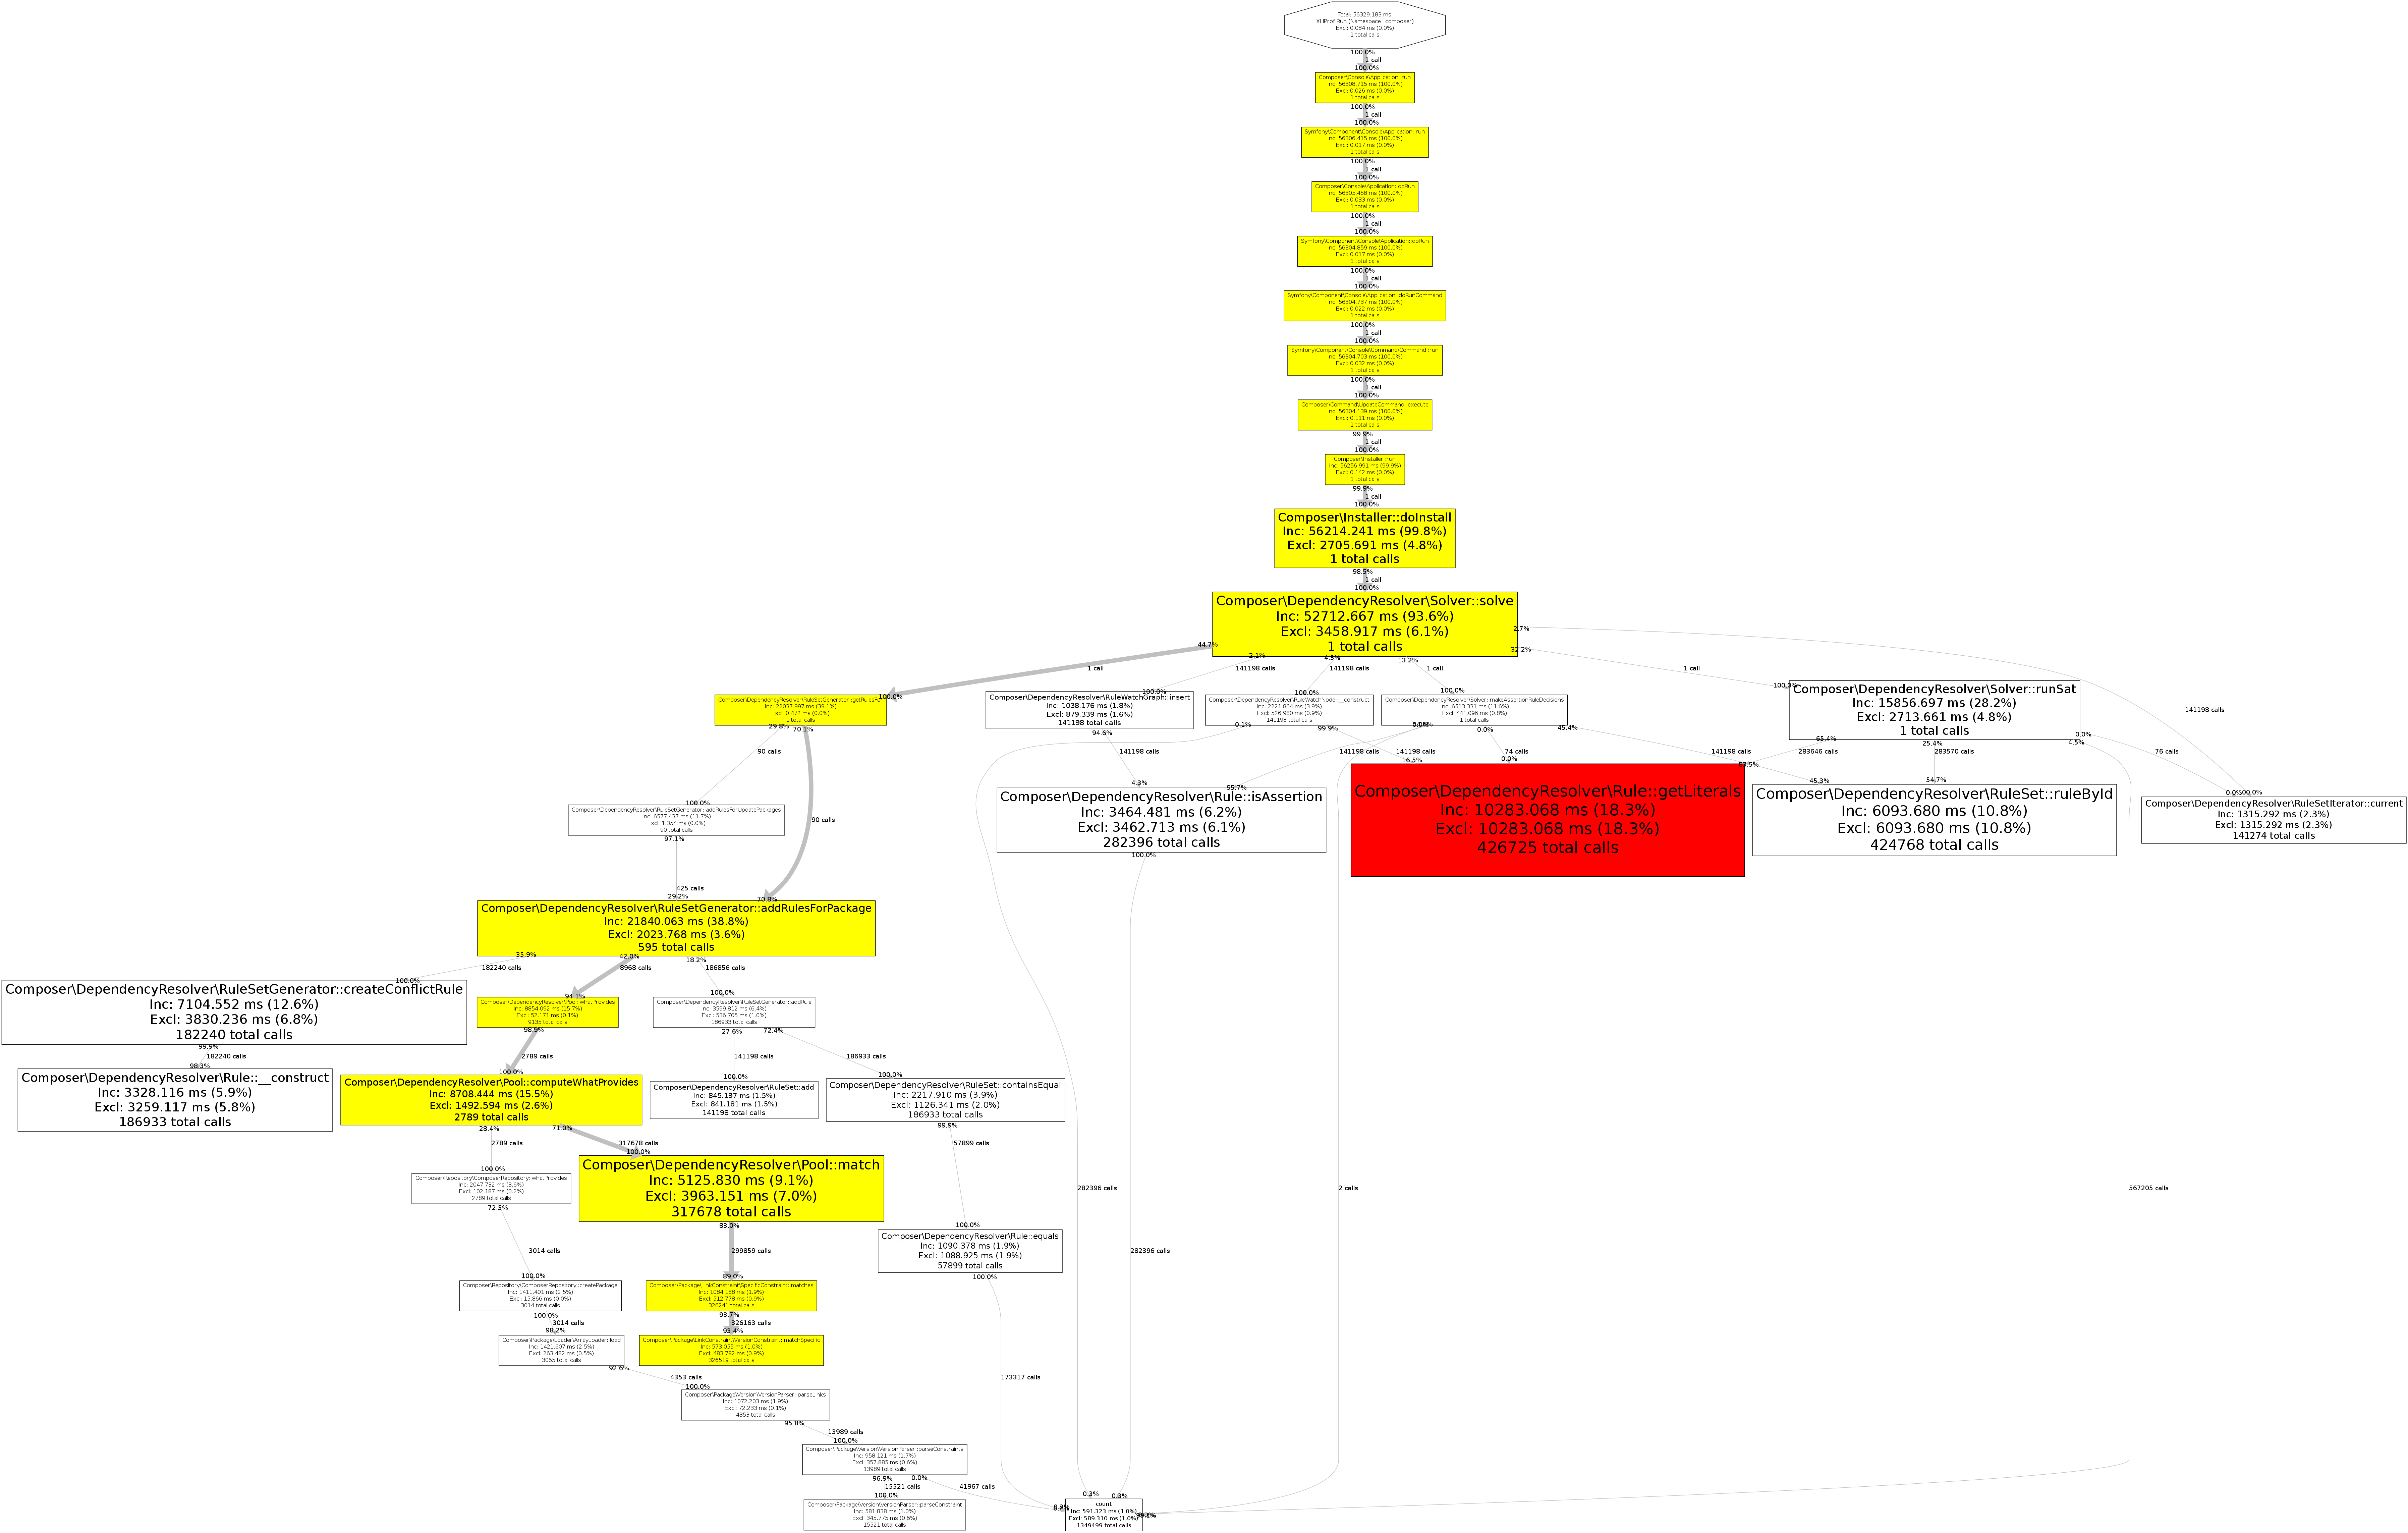 Total: 56329.183 ms
XHProf Run (Namespace=composer)
Excl: 0.084 ms (0.0%)
1 total calls
100.0%
1 call
100.0%
Composer\Console\Application::run
Inc: 56308.715 ms (100.0%)
Excl: 0.026 ms (0.0%)
1 total calls
100.0%
1 call
100.0%
Symfony\Component\Console\Application::run
Inc: 56306.415 ms (100.0%)
Excl: 0.017 ms (0.0%)
1 total calls
100.0%
1 call
100.0%
Composer\Console\Application::doRun
Inc: 56305.458 ms (100.0%)
Excl: 0.033 ms (0.0%)
1 total calls
100.0%
1 call
100.0%
Symfony\Component\Console\Application::doRun
Inc: 56304.859 ms (100.0%)
Excl: 0.017 ms (0.0%)
1 total calls
100.0%
1 call
100.0%
Symfony\Component\Console\Application::doRunCommand
Inc: 56304.737 ms (100.0%)
Excl: 0.022 ms (0.0%)
1 total calls
100.0%
1 call
100.0%
Symfony\Component\Console\Command\Command::run
Inc: 56304.703 ms (100.0%)
Excl: 0.032 ms (0.0%)
1 total calls
100.0%
1 call
100.0%
Composer\Command\UpdateCommand::execute
Inc: 56304.139 ms (100.0%)
Excl: 0.111 ms (0.0%)
1 total calls
99.9%
1 call
100.0%
Composer\Installer::run
Inc: 56256.991 ms (99.9%)
Excl: 0.142 ms (0.0%)
1 total calls
99.9%
1 call
100.0%
Composer\Installer::doInstall
Inc: 56214.241 ms (99.8%)
Excl: 2705.691 ms (4.8%)
1 total calls
98.5%
1 call
100.0%
Composer\DependencyResolver\Solver::solve
Inc: 52712.667 ms (93.6%)
Excl: 3458.917 ms (6.1%)
1 total calls
44.7%
2.1%
4.5%
13.2%
32.2%
2.7%
1 call
141198 calls
141198 calls
1 call
1 call
141198 calls
100.0%
Composer\DependencyResolver\RuleSetGenerator::getRulesFor
Inc: 22037.997 ms (39.1%)
Excl: 0.472 ms (0.0%)
1 total calls
100.0%
Composer\DependencyResolver\RuleWatchGraph::insert
Inc: 1038.176 ms (1.8%)
Excl: 879.339 ms (1.6%)
141198 total calls
100.0%
Composer\DependencyResolver\RuleWatchNode::__construct
Inc: 2221.864 ms (3.9%)
Excl: 526.980 ms (0.9%)
141198 total calls
100.0%
Composer\DependencyResolver\Solver::makeAssertionRuleDecisions
Inc: 6513.331 ms (11.6%)
Excl: 441.096 ms (0.8%)
1 total calls
100.0%
Composer\DependencyResolver\Solver::runSat
Inc: 15856.697 ms (28.2%)
Excl: 2713.661 ms (4.8%)
1 total calls
29.8%
70.1%
94.6%
0.1%
99.9%
0.0%
45.4%
65.4%
25.4%
4.5%
0.0%
90 calls
90 calls
141198 calls
141198 calls
141198 calls
74 calls
141198 calls
283646 calls
283570 calls
76 calls
4.3%
95.7%
Composer\DependencyResolver\Rule::isAssertion
Inc: 3464.481 ms (6.2%)
Excl: 3462.713 ms (6.1%)
282396 total calls
16.5%
0.0%
83.5%
Composer\DependencyResolver\Rule::getLiterals
Inc: 10283.068 ms (18.3%)
Excl: 10283.068 ms (18.3%)
426725 total calls
45.3%
54.7%
Composer\DependencyResolver\RuleSet::ruleById
Inc: 6093.680 ms (10.8%)
Excl: 6093.680 ms (10.8%)
424768 total calls
100.0%
Composer\DependencyResolver\RuleSetIterator::current
Inc: 1315.292 ms (2.3%)
Excl: 1315.292 ms (2.3%)
141274 total calls
100.0%
Composer\DependencyResolver\RuleSetGenerator::addRulesForUpdatePackages
Inc: 6577.437 ms (11.7%)
Excl: 1.354 ms (0.0%)
90 total calls
97.1%
425 calls
29.2%
70.8%
100.0%
Composer\DependencyResolver\RuleSetGenerator::addRulesForPackage
Inc: 21840.063 ms (38.8%)
Excl: 2023.768 ms (3.6%)
595 total calls
35.9%
42.0%
18.2%
182240 calls
8968 calls
186856 calls
100.0%
Composer\DependencyResolver\RuleSetGenerator::createConflictRule
Inc: 7104.552 ms (12.6%)
Excl: 3830.236 ms (6.8%)
182240 total calls
94.1%
Composer\DependencyResolver\Pool::whatProvides
Inc: 8854.092 ms (15.7%)
Excl: 52.171 ms (0.1%)
9135 total calls
100.0%
Composer\DependencyResolver\RuleSetGenerator::addRule
Inc: 3599.812 ms (6.4%)
Excl: 536.705 ms (1.0%)
186933 total calls
99.9%
182240 calls
98.3%
98.9%
2789 calls
100.0%
27.6%
72.4%
141198 calls
186933 calls
Composer\DependencyResolver\Rule::__construct
Inc: 3328.116 ms (5.9%)
Excl: 3259.117 ms (5.8%)
186933 total calls
Composer\DependencyResolver\Pool::computeWhatProvides
Inc: 8708.444 ms (15.5%)
Excl: 1492.594 ms (2.6%)
2789 total calls
100.0%
Composer\DependencyResolver\RuleSet::add
Inc: 845.197 ms (1.5%)
Excl: 841.181 ms (1.5%)
141198 total calls
100.0%
Composer\DependencyResolver\RuleSet::containsEqual
Inc: 2217.910 ms (3.9%)
Excl: 1126.341 ms (2.0%)
186933 total calls
28.4%
71.0%
99.9%
2789 calls
317678 calls
57899 calls
100.0%
Composer\Repository\ComposerRepository::whatProvides
Inc: 2047.732 ms (3.6%)
Excl: 102.187 ms (0.2%)
2789 total calls
100.0%
Composer\DependencyResolver\Pool::match
Inc: 5125.830 ms (9.1%)
Excl: 3963.151 ms (7.0%)
317678 total calls
282396 calls
2 calls
567205 calls
72.5%
83.0%
100.0%
Composer\DependencyResolver\Rule::equals
Inc: 1090.378 ms (1.9%)
Excl: 1088.925 ms (1.9%)
57899 total calls
3014 calls
299859 calls
282396 calls
100.0%
Composer\Repository\ComposerRepository::createPackage
Inc: 1411.401 ms (2.5%)
Excl: 15.866 ms (0.0%)
3014 total calls
89.0%
Composer\Package\LinkConstraint\SpecificConstraint::matches
Inc: 1084.188 ms (1.9%)
Excl: 512.778 ms (0.9%)
326241 total calls
100.0%
100.0%
3014 calls
98.2%
93.7%
326163 calls
93.4%
Composer\Package\Loader\ArrayLoader::load
Inc: 1421.607 ms (2.5%)
Excl: 263.482 ms (0.5%)
3065 total calls
Composer\Package\LinkConstraint\VersionConstraint::matchSpecific
Inc: 573.055 ms (1.0%)
Excl: 483.792 ms (0.9%)
326519 total calls
92.6%
4353 calls
173317 calls
100.0%
Composer\Package\Version\VersionParser::parseLinks
Inc: 1072.203 ms (1.9%)
Excl: 72.233 ms (0.1%)
4353 total calls
95.8%
13989 calls
100.0%
Composer\Package\Version\VersionParser::parseConstraints
Inc: 958.121 ms (1.7%)
Excl: 357.885 ms (0.6%)
13989 total calls
96.9%
0.0%
15521 calls
41967 calls
100.0%
0.3%
0.3%
Composer\Package\Version\VersionParser::parseConstraint
Inc: 581.838 ms (1.0%)
Excl: 345.775 ms (0.6%)
15521 total calls
count
Inc: 591.323 ms (1.0%)
Excl: 589.310 ms (1.0%)
1349499 total calls